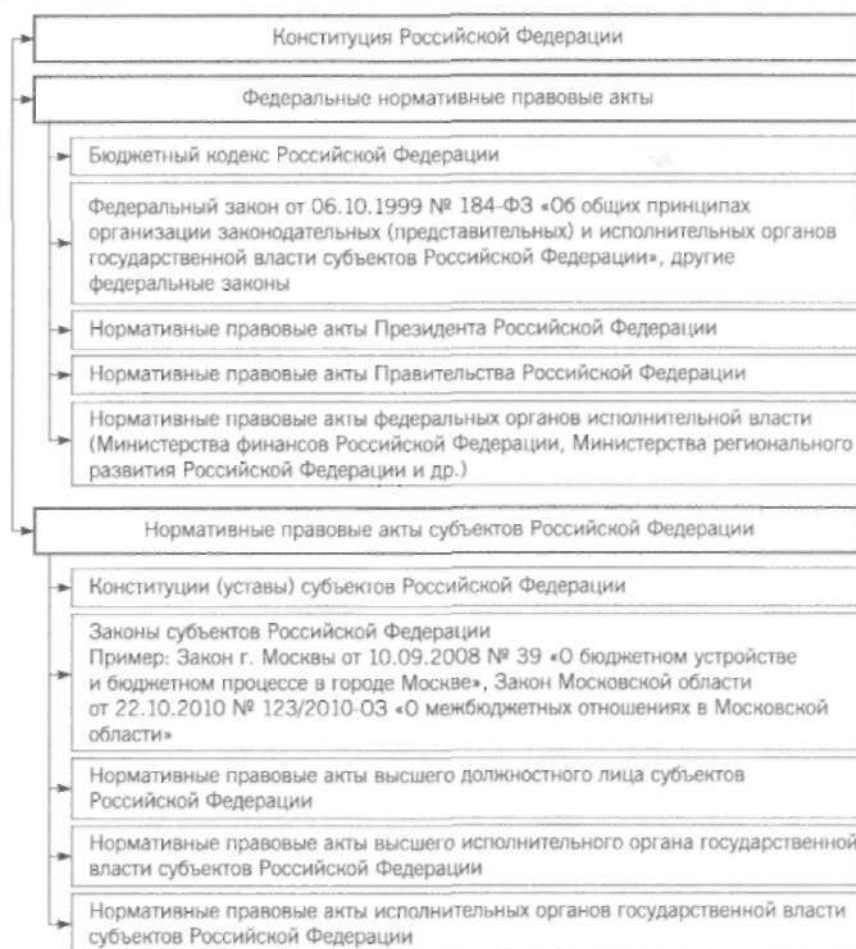 Конституция Российской Федерации
Федеральные нормативные правовые акты
Бюджетный кодекс Российской Федерации
Федеральный закон от 06.10.1999 № 184-ФЗ «Об общих принципах
организации законодательных (представительных) и исполнительных органов
государственной власти субъектов Российской Федерации», другие
федеральные законы
Нормативные правовые акты Президента Российской Федерации
Нормативные правовые акты Правительства Российской Федерации
Нормативные правовые акты федеральных органов исполнительной власти
(Министерства финансов Российской Федерации, Министерства регионального
развития Российской Федерации и др.)
Нормативные правовые акты субъектов Российской Федерации
Конституции (уставы) субъектов Российской Федерации
Законы субъектов Российской Федерации
Пример: Закон г. Москвы от 10.09.2008 № 39 «О бюджетном устройстве
и бюджетном процессе в городе Москве», Закон Московской области
от 22.10.2010 № 123/2010-ОЗ «О межбюджетных отношениях в Московской
области»
Нормативные правовые акты высшего должностного лица субъектов
Российской Федерации
Нормативные правовые акты высшего исполнительного органа государственной
власти субъектов Российской Федерации
Нормативные правовые акты исполнительных органов государственной власти
субъектов Российской Федерации